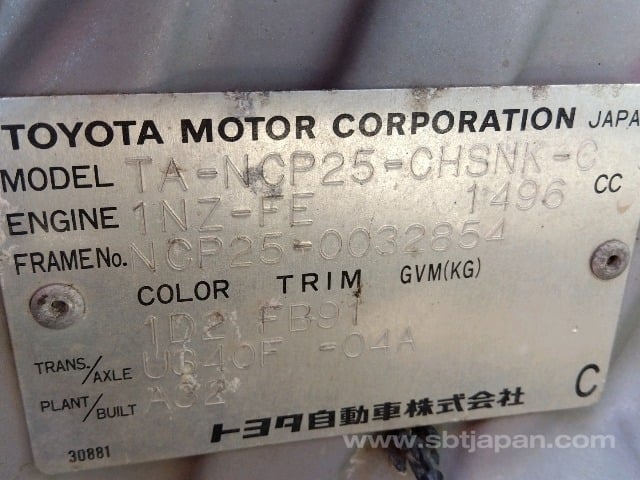 TOYOTA MOTOR CORPORATION JAPA
MODEL TA-NCP25-CHSNK-C
ENGINE 1NZ-FE 1496 CC
FRAME No. NCP25-0032854
COLOR TRIM GVM(KG)
1D2 FB91
TRANS./AXLE U340F -04A
PLANT/BUILT A32
C
トヨタ自動車株式会社
30881
www.sbtjapan.com